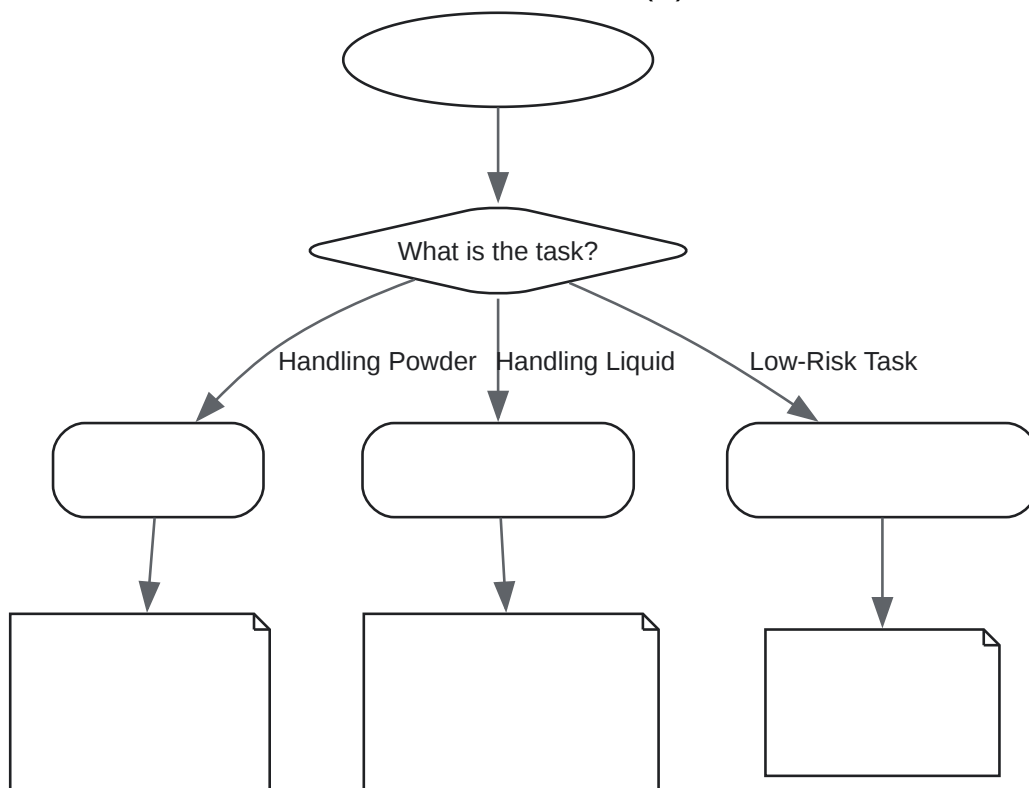 What is the task?
Handling Powder
Handling Liquid
Low-Risk Task